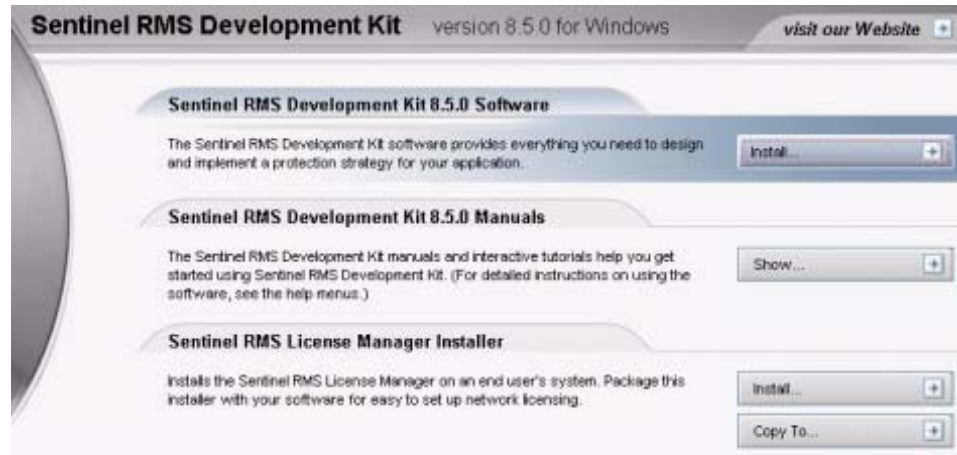 Sentinel RMS Development Kit version 8.5.0 for Windows
visit our Website
Sentinel RMS Development Kit 8.5.0 Software
The Sentinel RMS Development Kit software provides everything you need to design
and implement a protection strategy for your application.
Install...
Sentinel RMS Development Kit 8.5.0 Manuals
The Sentinel RMS Development Kit manuals and interactive tutorials help you get
started using Sentinel RMS Development Kit. (For detailed instructions on using the
software, see the help menus.)
Show...
Sentinel RMS License Manager Installer
Installs the Sentinel RMS License Manager on an end user's system. Package this
installer with your software for easy to set up network licensing.
Install...
Copy To...